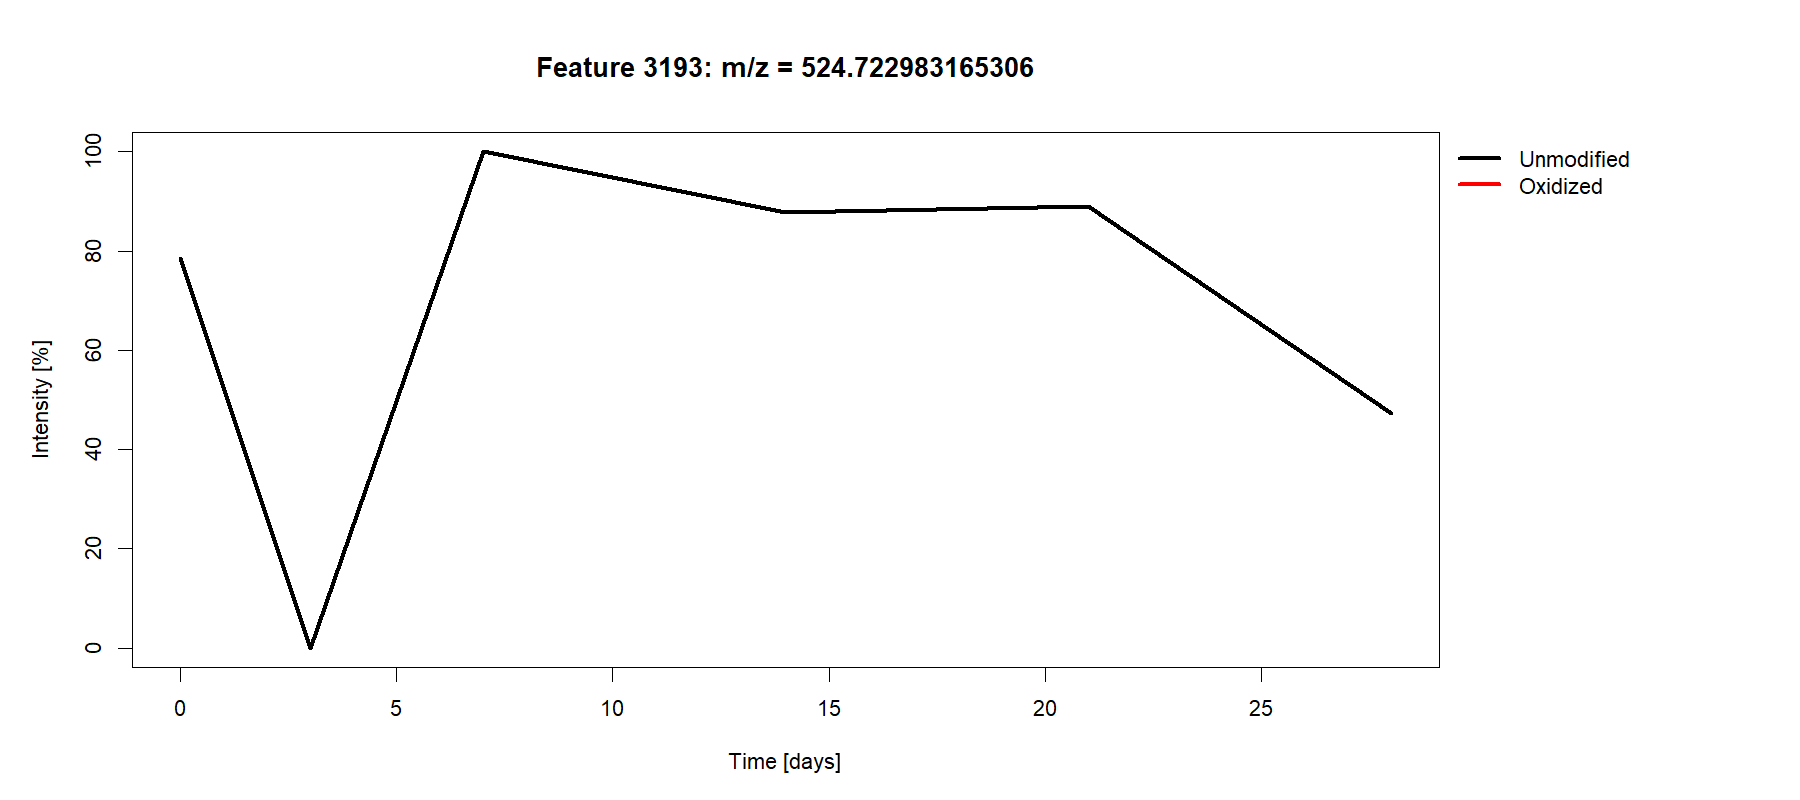 Feature 3193: m/z = 524.722983165306
Unmodified
Oxidized
100
80
60
40
20
0
Intensity [%]
0 5 10 15 20 25
Time [days]